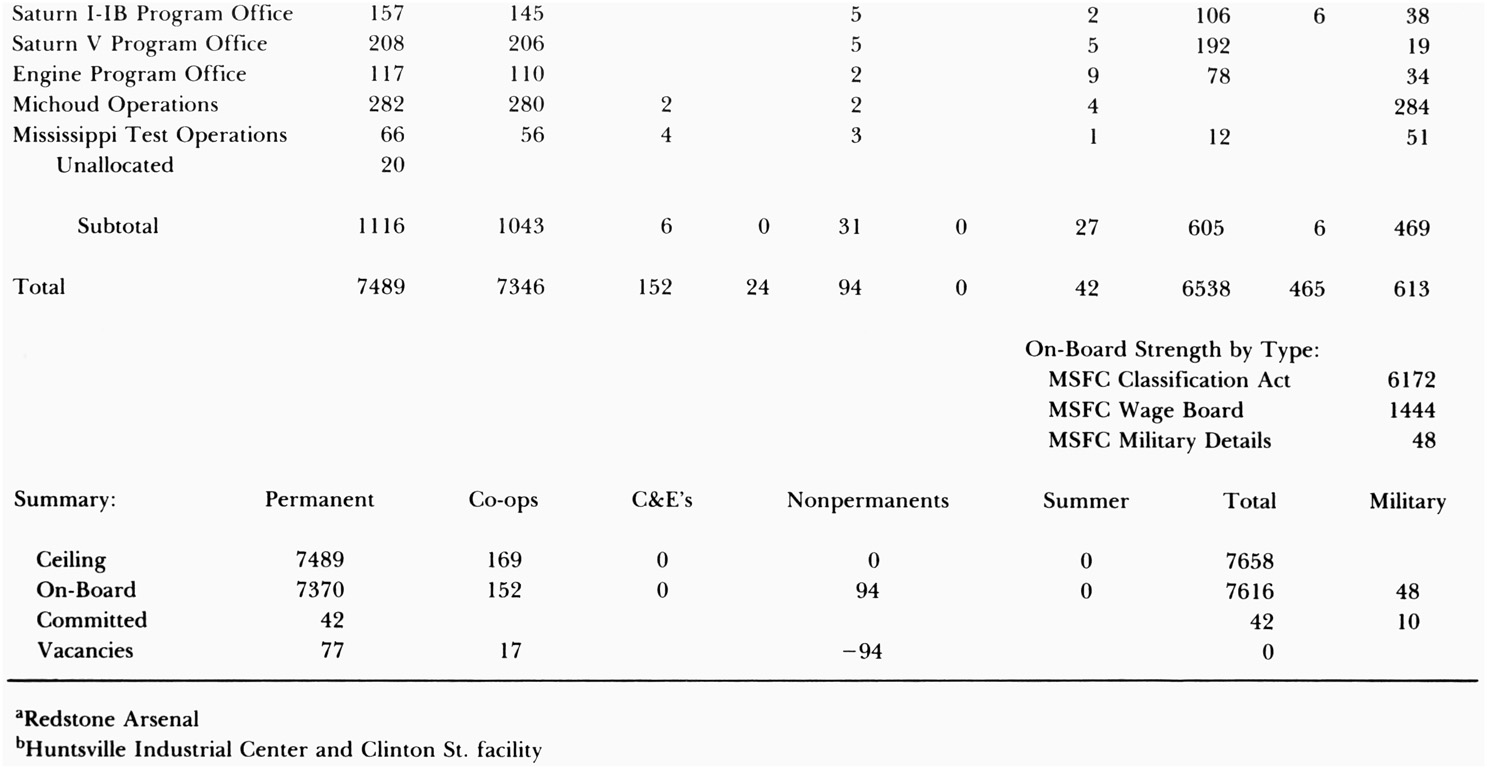 Saturn I-IB Program Office 157 145 5 2 106 6 38
Saturn V Program Office 208 206 5 5 192 19
Engine Program Office 117 110 2 9 78 34
Michoud Operations 282 280 2 2 4 284
Mississippi Test Operations 66 56 4 3 1 12 51
Unallocated 20
Subtotal 1116 1043 6 0 31 0 27 605 6 469
Total 7489 7346 152 24 94 0 42 6538 465 613
On-Board Strength by Type:
MSFC Classification Act 6172
MSFC Wage Board 1444
MSFC Military Details 48
Summary: Permanent Co-ops C&E's Nonpermanents Summer Total Military
Ceiling 7489 169 0 0 0 7658
On-Board 7370 152 0 94 0 7616 48
Committed 42 42 10
Vacancies 77 17 −94 0
aRedstone Arsenal
bHuntsville Industrial Center and Clinton St. facility